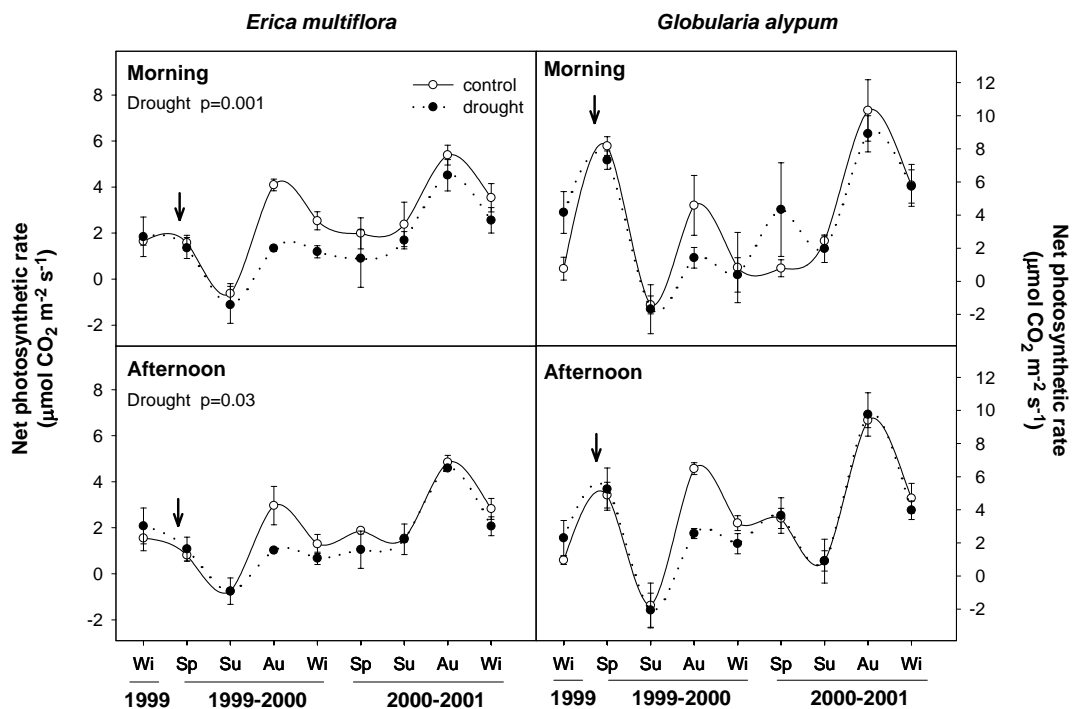 Erica multiflora
Globularia alypum
Morning
Drought p=0.001
control
drought
Morning
8
6
4
2
0
-2
12
10
8
6
4
2
0
-2
Afternoon
Drought p=0.03
Afternoon
8
6
4
2
0
-2
12
10
8
6
4
2
0
-2
Net photosynthetic rate
(μmol CO2 m-2 s-1)
Net photosynthetic rate
(μmol CO2 m-2 s-1)
Wi Sp Su Au Wi Sp Su Au Wi
Wi Sp Su Au Wi Sp Su Au Wi
1999 1999-2000 2000-2001
1999 1999-2000 2000-2001